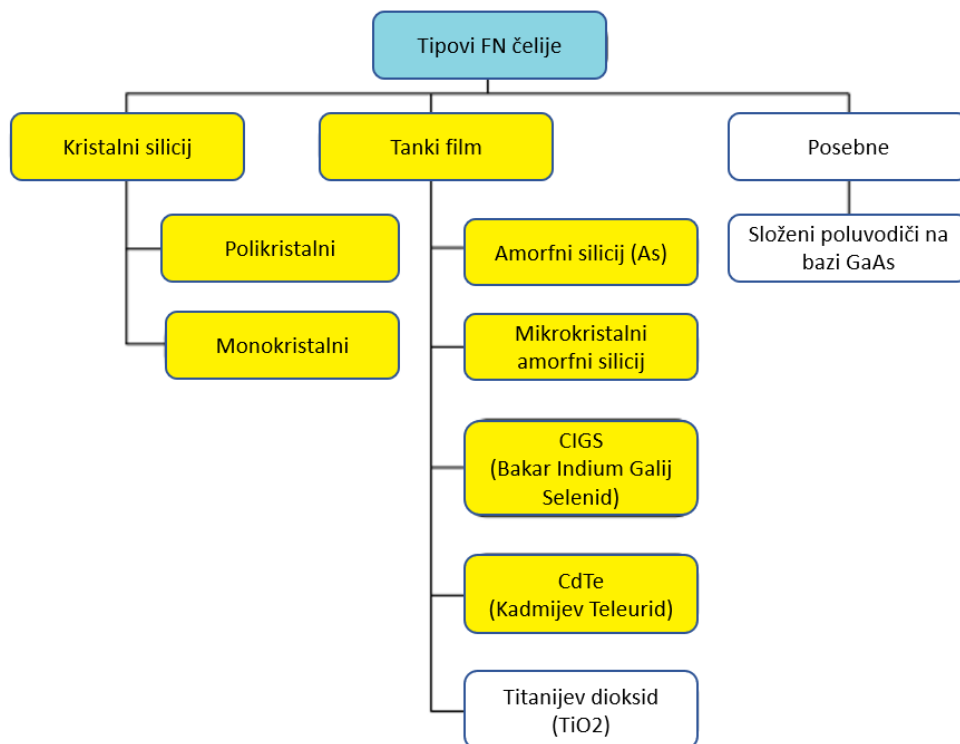 Tipovi FN čelije
Kristalni silicij
Tanki film
Posebne
Polikristalni
Monokristalni
Amorfni silicij (As)
Mikrokristalni
amorfni silicij
CIGS
(Bakar Indium Galij
Selenid)
CdTe
(Kadmijev Teleurid)
Titanijev dioksid
(TiO2)
Složeni poluvodiči na
bazi GaAs